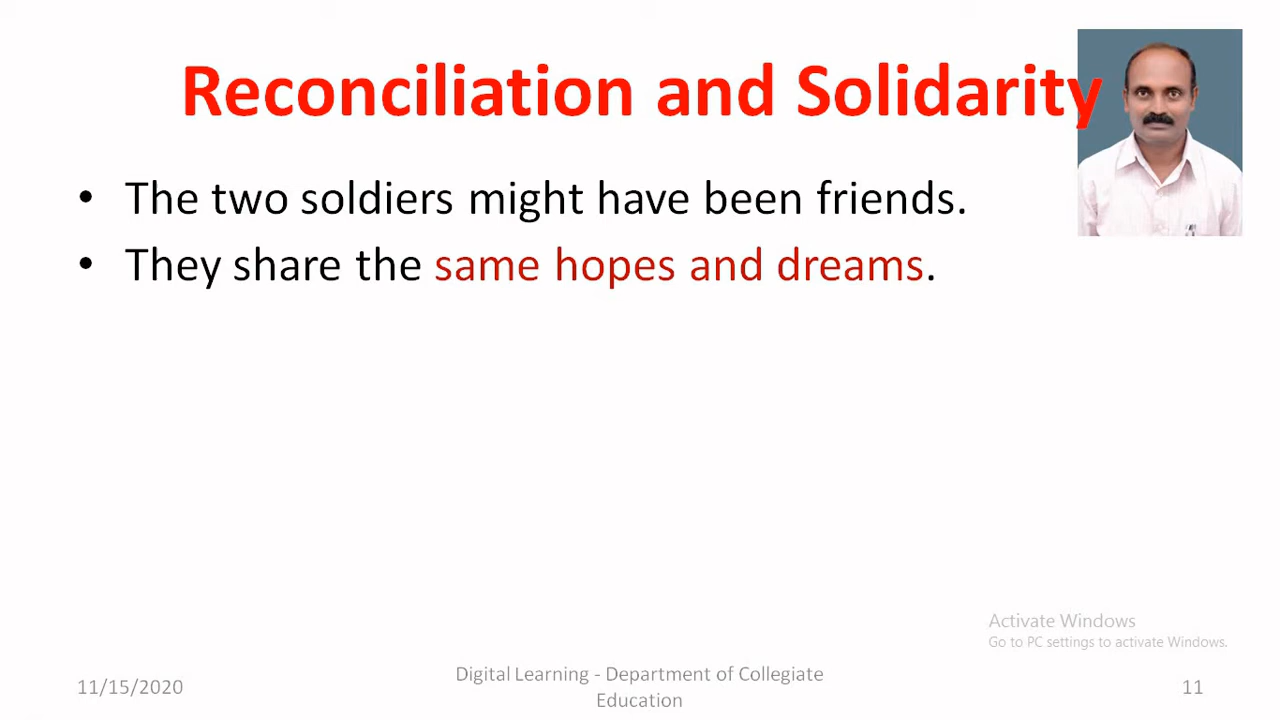 Reconciliation and Solidarity
• The two soldiers might have been friends.
• They share the same hopes and dreams.
Activate Windows
Go to PC settings to activate Windows.
11/15/2020
Digital Learning - Department of Collegiate
Education
11